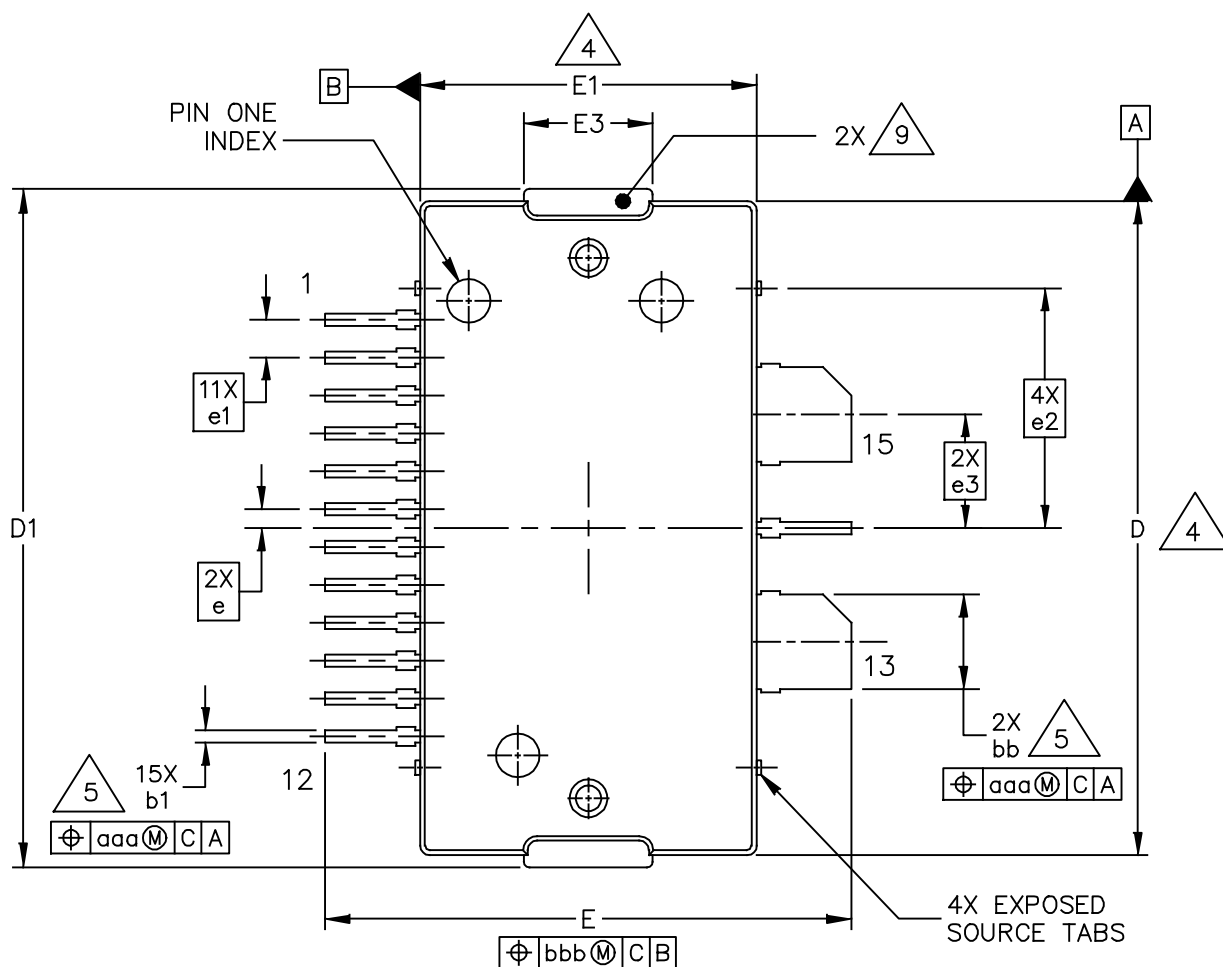 4
B
E1
PIN ONE
INDEX
E3
2X 9
A
1
11X
e1
4X
e2
15
2X
e3
D1
D 4
2X
e
13
5 15X
b1
12
2X
bb 5
⌖ aaa Ⓜ C A
⌖ aaa Ⓜ C A
E
⌖ bbb Ⓜ C B
4X EXPOSED
SOURCE TABS